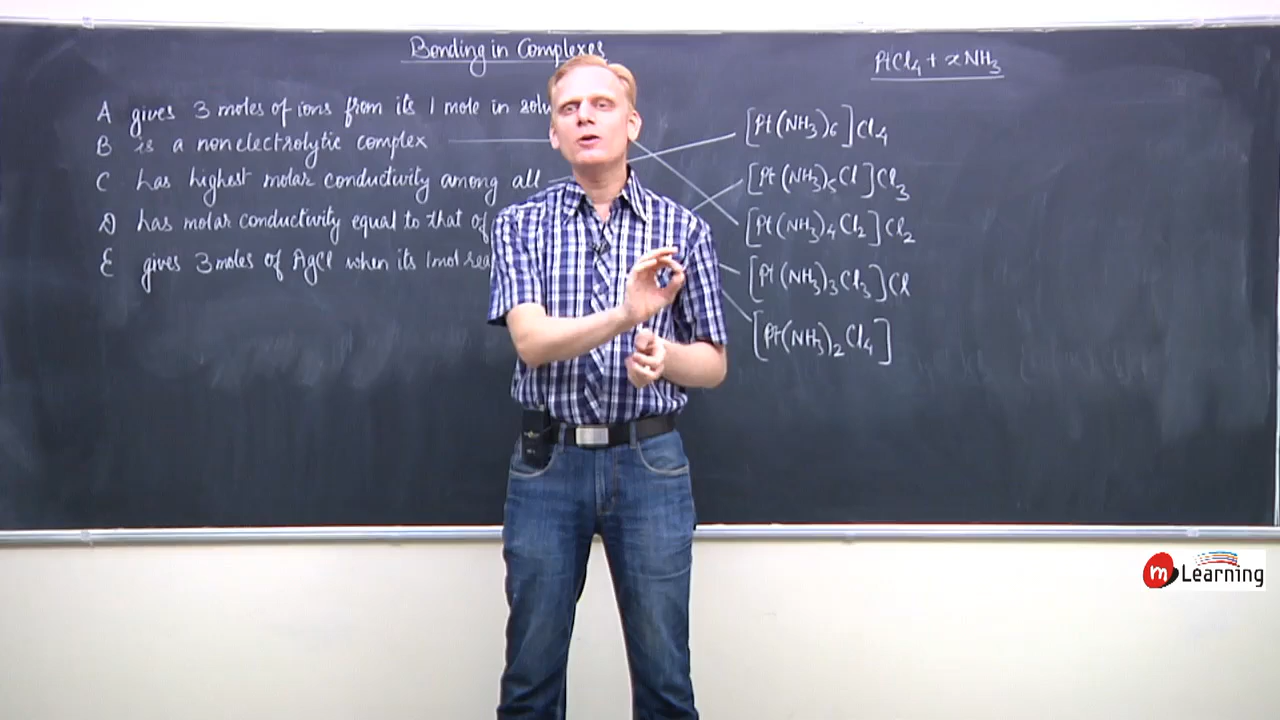 Bonding in Complexes
PtCl4 + xNH3
A gives 3 moles of ions from its 1 mole in
B is a nonelectrolytic complex
C has highest molar conductivity among all
D has molar conductivity equal to that of
E gives 3 moles of AgCl when its 1mol
[Pt(NH3)6]Cl4
[Pt(NH3)5Cl]Cl3
[Pt(NH3)4Cl2]Cl2
[Pt(NH3)3Cl3]Cl
[Pt(NH3)2Cl4]
m Learning